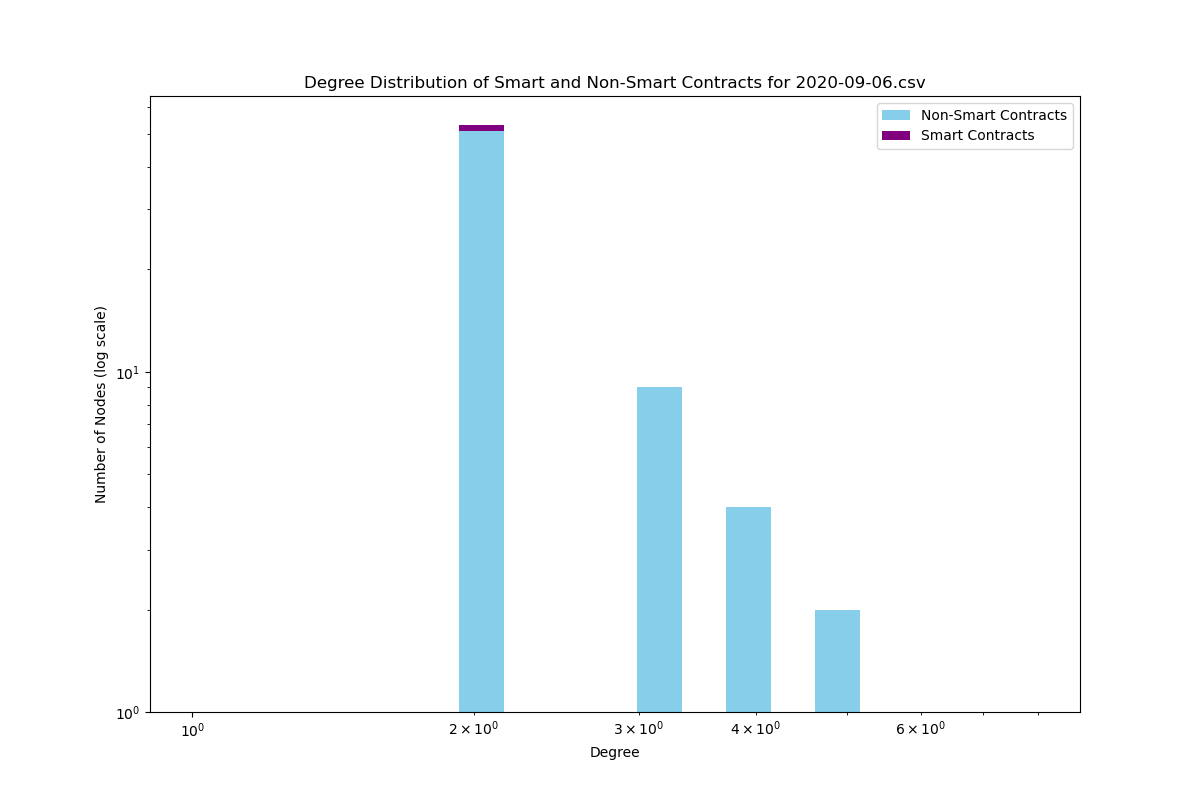 Degree Distribution of Smart and Non-Smart Contracts for 2020-09-06.csv
Non-Smart Contracts
Smart Contracts
Number of Nodes (log scale)
10¹
10⁰
10⁰
2 × 10⁰
3 × 10⁰
4 × 10⁰
6 × 10⁰
Degree